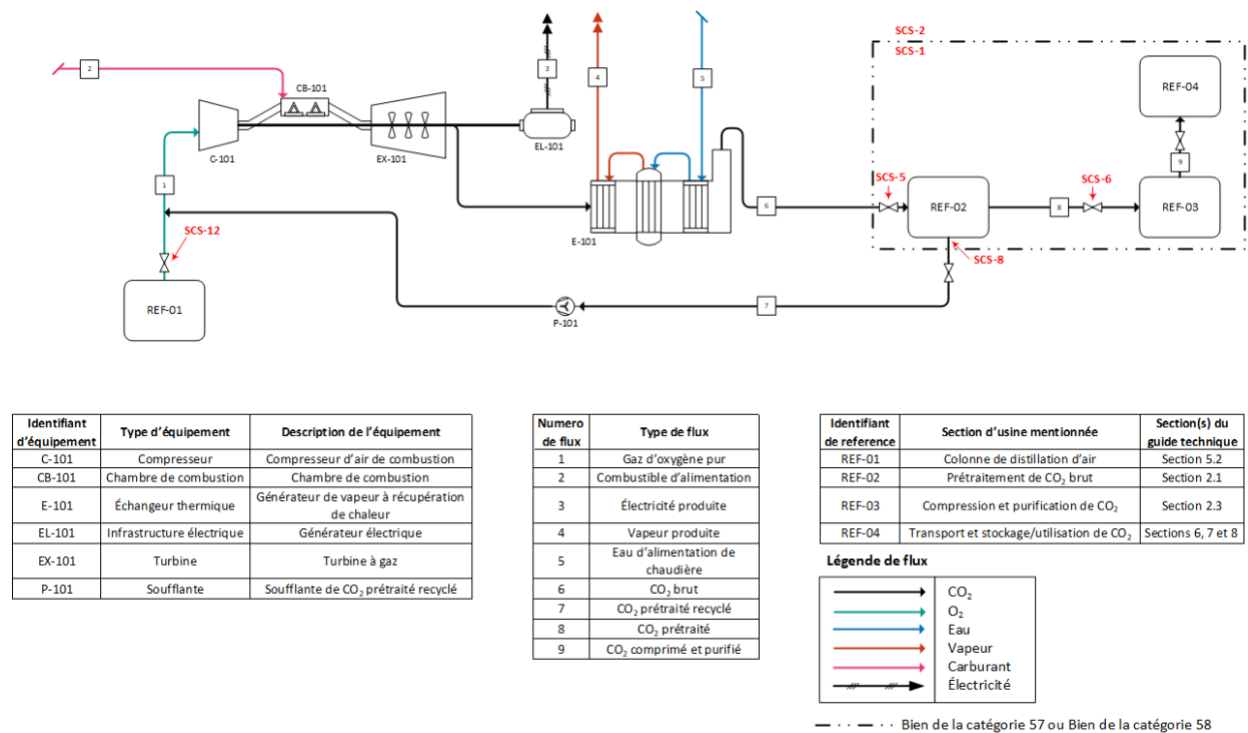 SCS-2
SCS-1
2
3
4
5
CB-101
REF-04
C-101
EX-101
EL-101
9
1
SCS-5
SCS-6
6
REF-02
8
REF-03
E-101
SCS-12
SCS-8
REF-01
7
P-101
Identifiant d'équipement Type d'équipement Description de l'équipement
C-101 Compresseur Compresseur d'air de combustion
CB-101 Chambre de combustion Chambre de combustion
E-101 Échangeur thermique Générateur de vapeur à récupération de chaleur
EL-101 Infrastructure électrique Générateur électrique
EX-101 Turbine Turbine à gaz
P-101 Soufflante Soufflante de CO2 prétraité recyclé
Numero de flux Type de flux
1 Gaz d'oxygène pur
2 Combustible d'alimentation
3 Électricité produite
4 Vapeur produite
5 Eau d'alimentation de chaudière
6 CO2 brut
7 CO2 prétraité recyclé
8 CO2 prétraité
9 CO2 comprimé et purifié
Identifiant de reference Section d'usine mentionnée Section(s) du guide technique
REF-01 Colonne de distillation d'air Section 5.2
REF-02 Prétraitement de CO2 brut Section 2.1
REF-03 Compression et purification de CO2 Section 2.3
REF-04 Transport et stockage/utilisation de CO2 Sections 6, 7 et 8
Légende de flux
CO2
O2
Eau
Vapeur
Carburant
Électricité
Bien de la catégorie 57 ou Bien de la catégorie 58